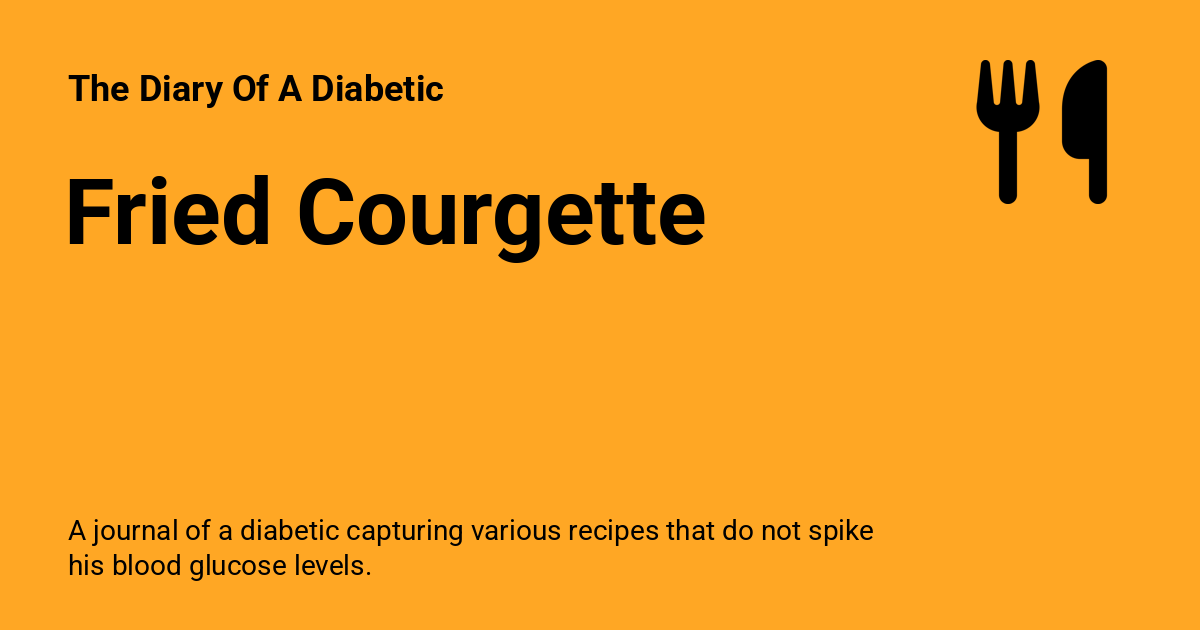 The Diary Of A Diabetic
Fried Courgette
A journal of a diabetic capturing various recipes that do not spike
his blood glucose levels.